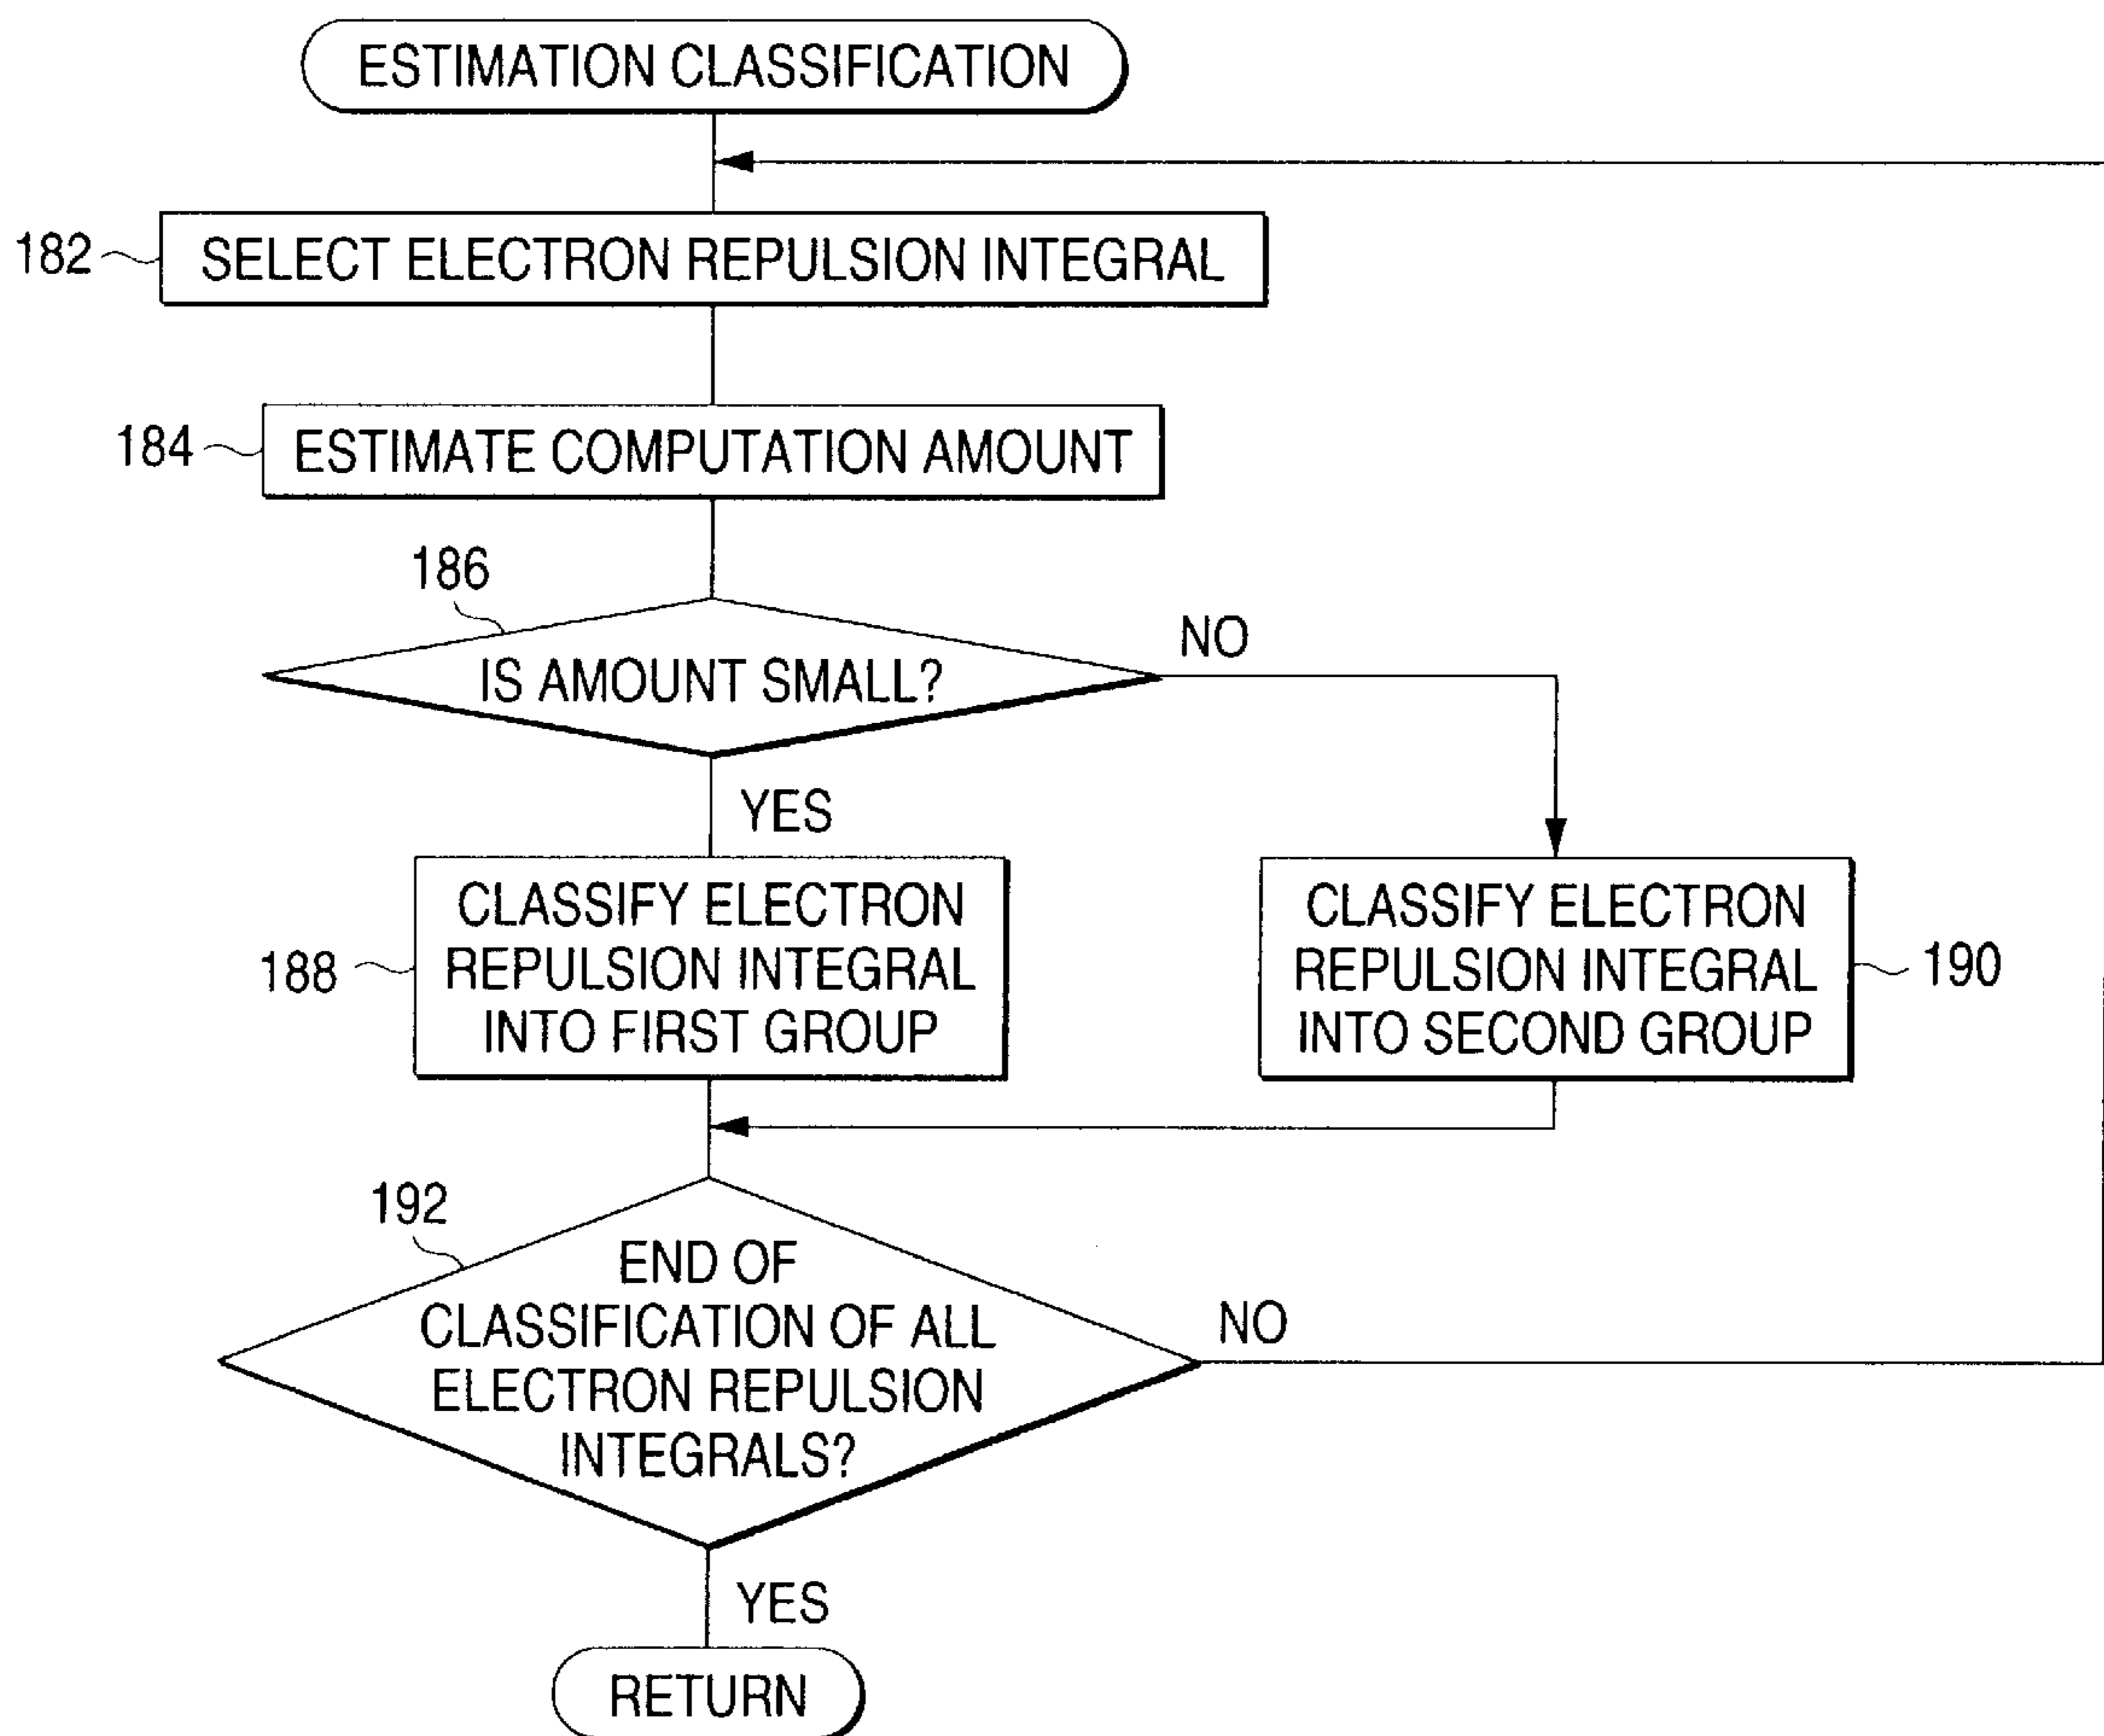 ESTIMATION CLASSIFICATION
182
SELECT ELECTRON REPULSION INTEGRAL
184
ESTIMATE COMPUTATION AMOUNT
186
IS AMOUNT SMALL?
NO
YES
188
CLASSIFY ELECTRON
REPULSION INTEGRAL
INTO FIRST GROUP
CLASSIFY ELECTRON
REPULSION INTEGRAL
INTO SECOND GROUP
190
192
END OF
CLASSIFICATION OF ALL
ELECTRON REPULSION
INTEGRALS?
NO
YES
RETURN